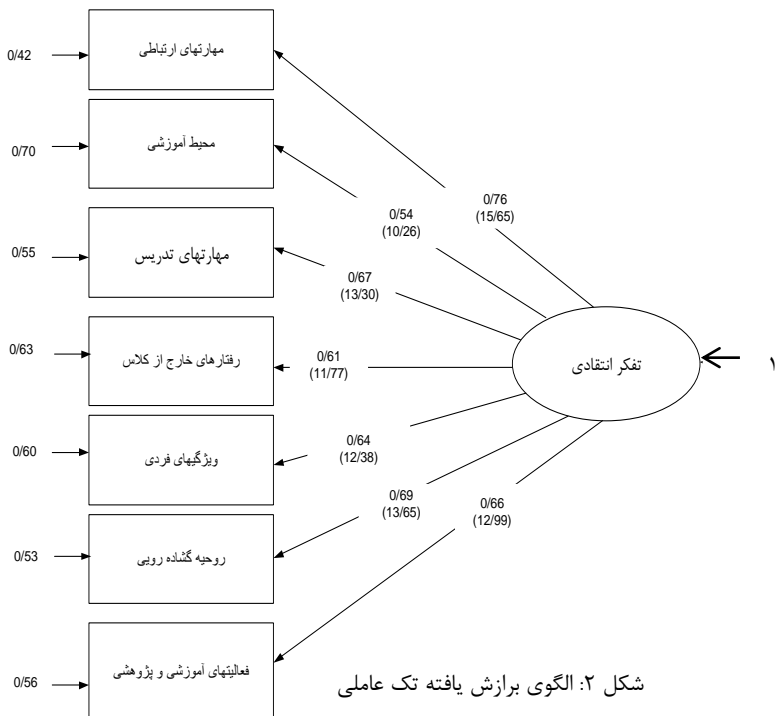 0/42
مهارتهای ارتباطی
0/70
محیط آموزشی
0/76
(15/65)
0/54
(10/26)
0/55
مهارتهای تدریس
0/67
(13/30)
0/63
رفتارهای خارج از کلاس
0/61
(11/77)
تفکر انتقادی
۱
0/60
ویژگیهای فردی
0/64
(12/38)
0/53
روحیه گشاده رویی
0/69
(13/65)
0/66
(12/99)
0/56
فعالیتهای آموزشی و پژوهشی
شکل ۲: الگوی برازش یافته تک عاملی